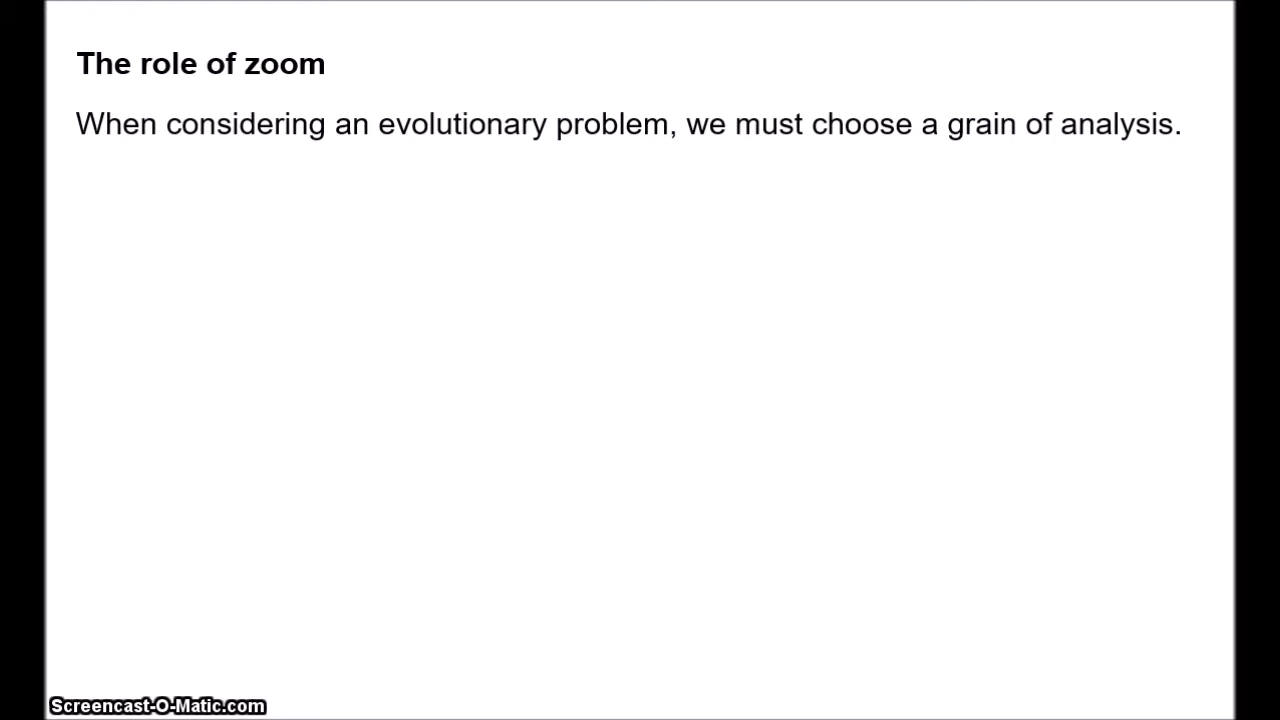 The role of zoom
When considering an evolutionary problem, we must choose a grain of analysis.
Screencast-O-Matic.com